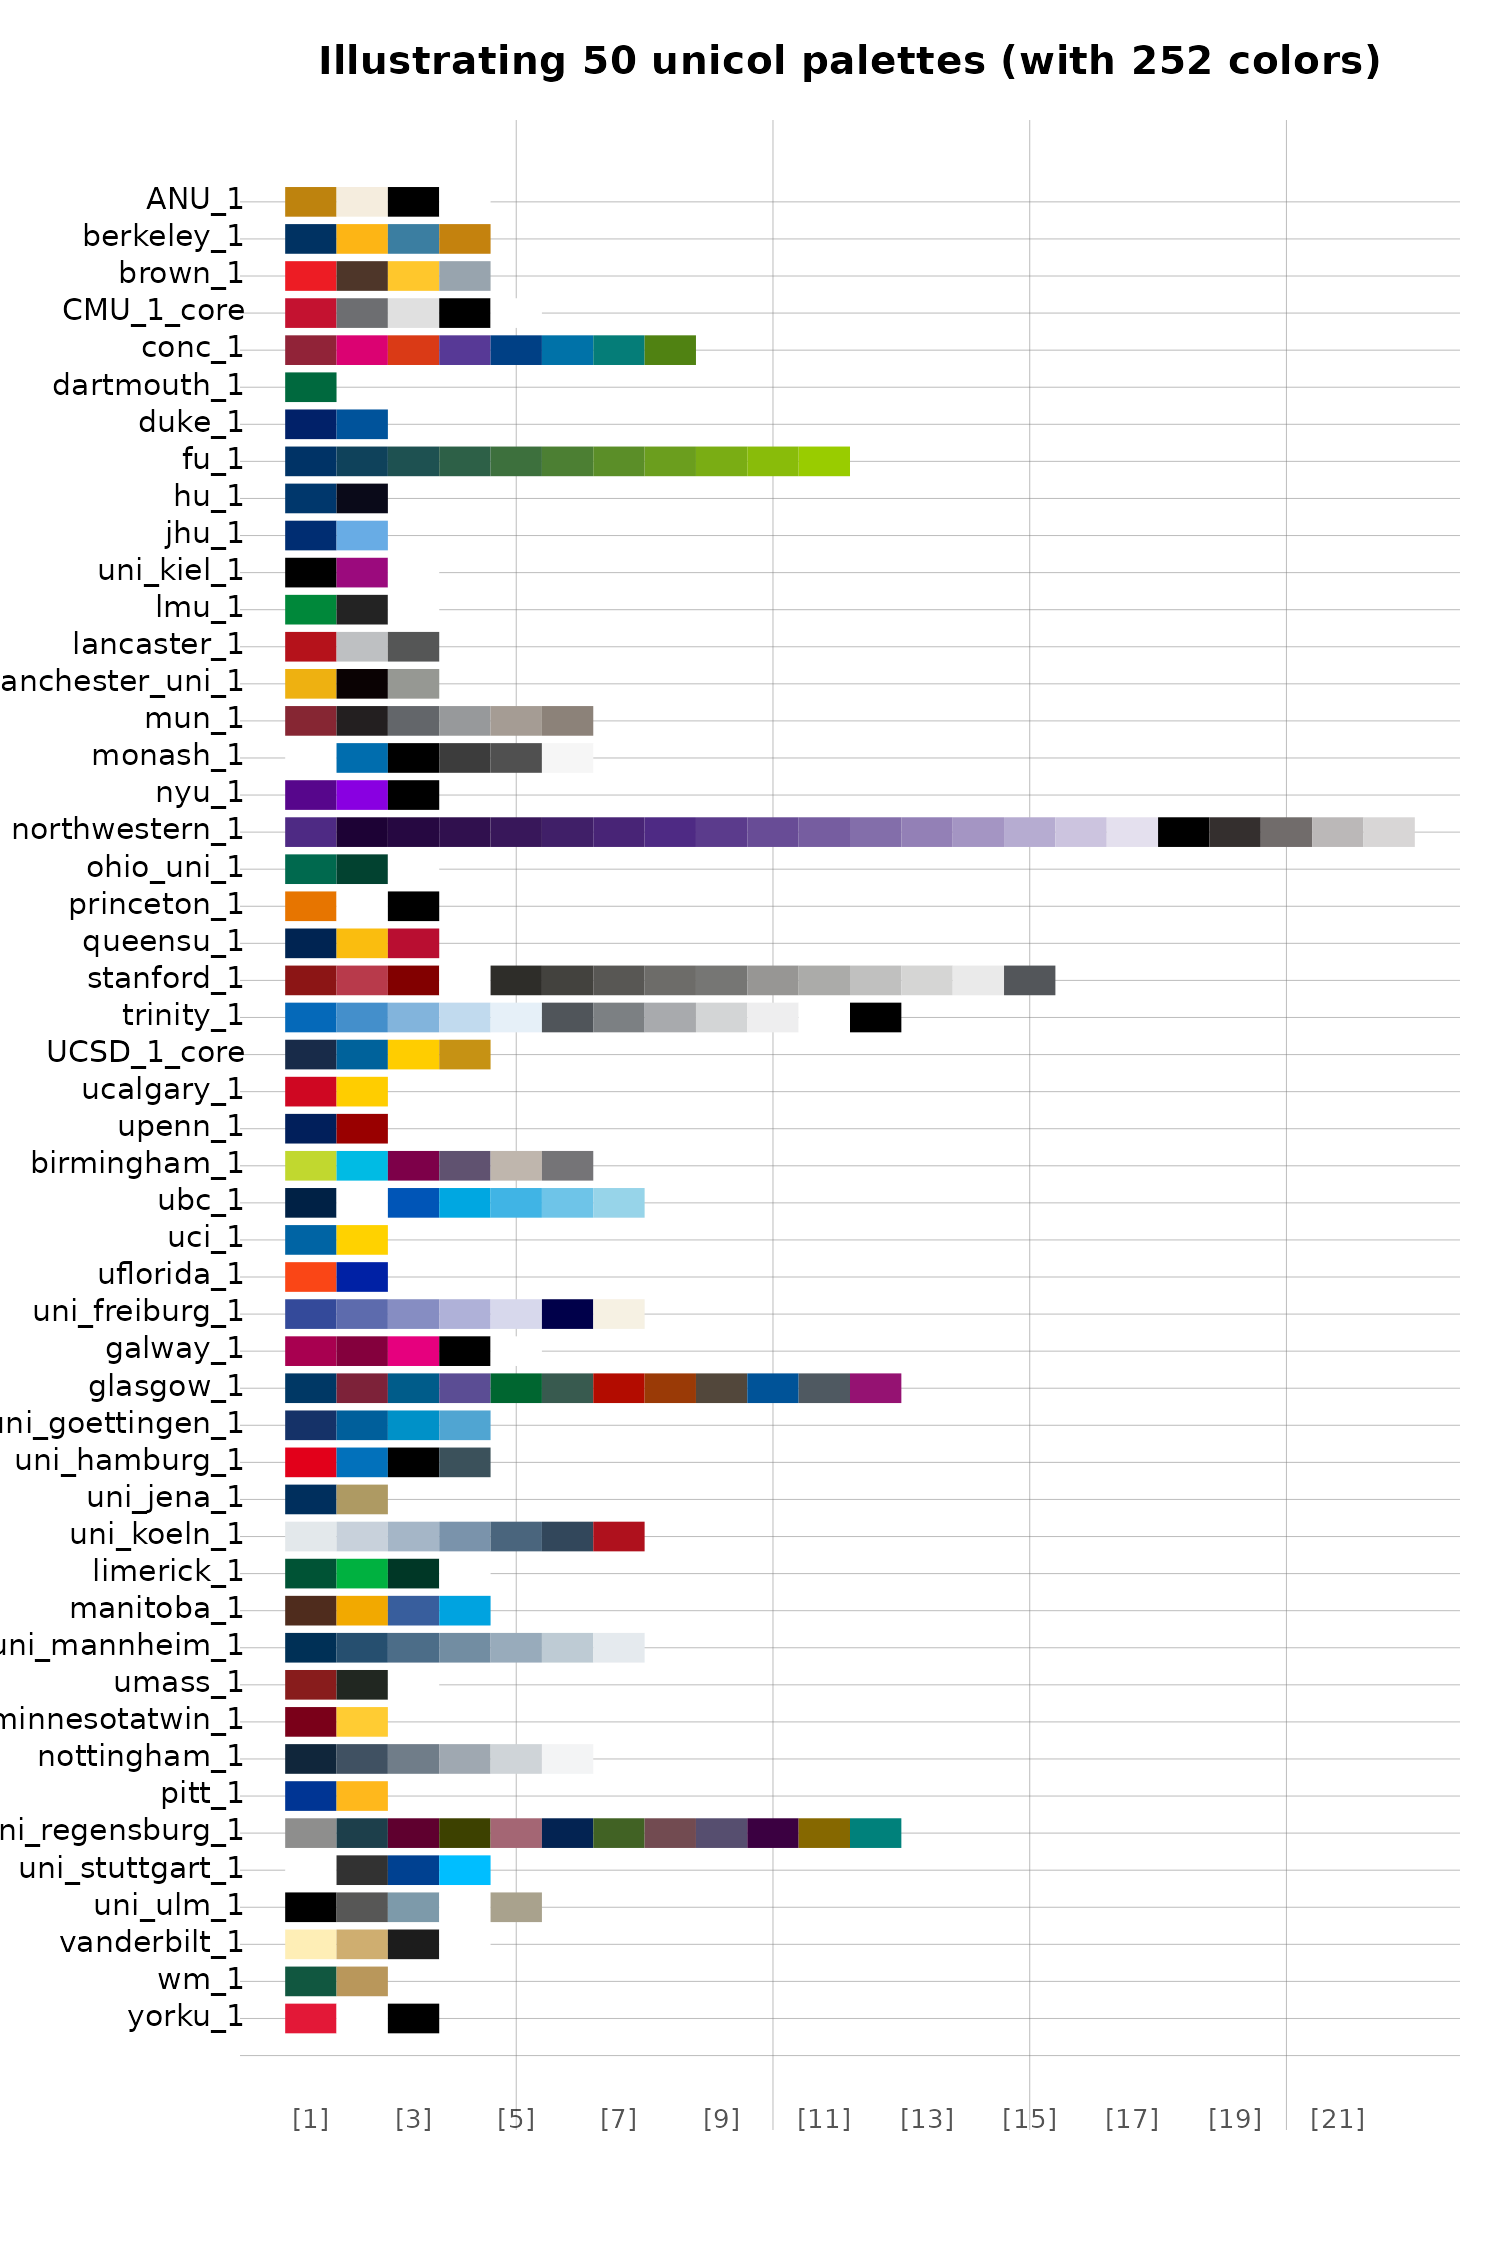 Illustrating 50 unicol palettes (with 252 colors)
ANU_1
berkeley_1
brown_1
CMU_1_core
conc_1
dartmouth_1
duke_1
fu_1
hu_1
jhu_1
uni_kiel_1
lmu_1
lancaster_1
anchester_uni_1
mun_1
monash_1
nyu_1
northwestern_1
ohio_uni_1
princeton_1
queensu_1
stanford_1
trinity_1
UCSD_1_core
ucalgary_1
upenn_1
birmingham_1
ubc_1
uci_1
uflorida_1
uni_freiburg_1
galway_1
glasgow_1
uni_goettingen_1
uni_hamburg_1
uni_jena_1
uni_koeln_1
limerick_1
manitoba_1
uni_mannheim_1
umass_1
minnesotatwin_1
nottingham_1
pitt_1
ni_regensburg_1
uni_stuttgart_1
uni_ulm_1
vanderbilt_1
wm_1
yorku_1
[1] [3] [5] [7] [9] [11] [13] [15] [17] [19] [21]